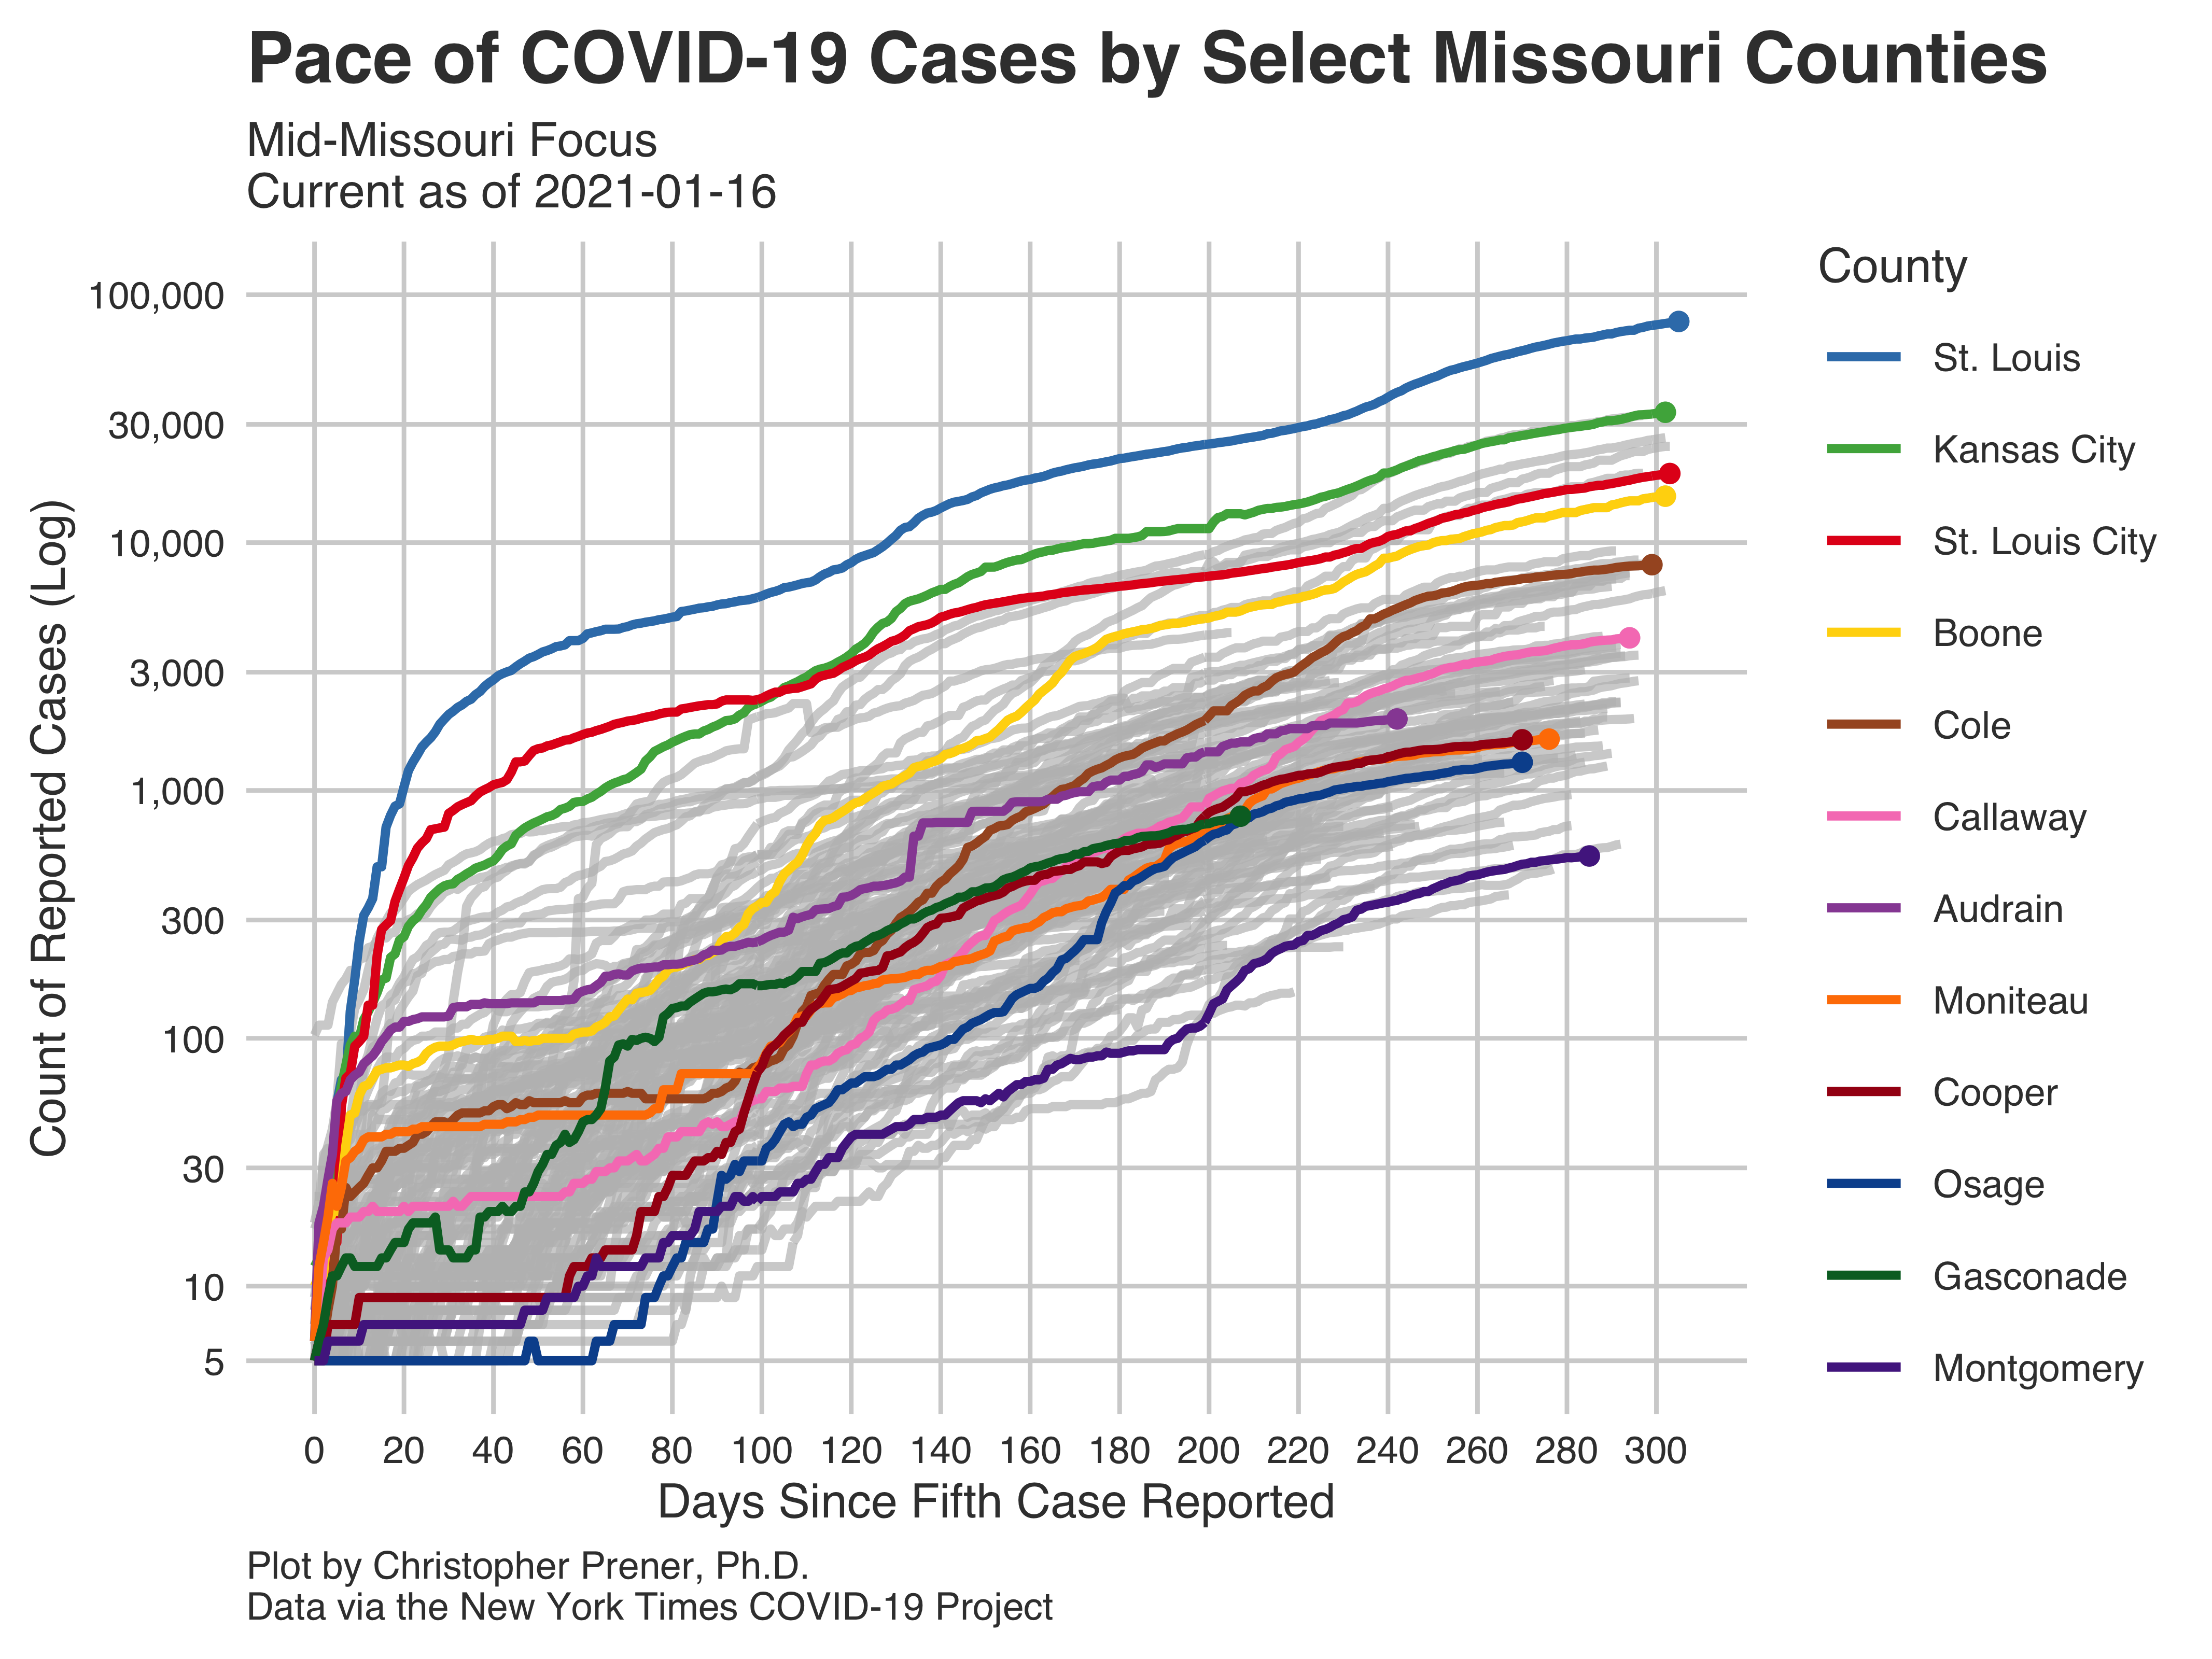 Pace of COVID-19 Cases by Select Missouri Counties
Mid-Missouri Focus
Current as of 2021-01-16
Count of Reported Cases (Log)
100,000
30,000
10,000
3,000
1,000
300
100
30
10
5
0 20 40 60 80 100 120 140 160 180 200 220 240 260 280 300
Days Since Fifth Case Reported
County
St. Louis
Kansas City
St. Louis City
Boone
Cole
Callaway
Audrain
Moniteau
Cooper
Osage
Gasconade
Montgomery
Plot by Christopher Prener, Ph.D.
Data via the New York Times COVID-19 Project